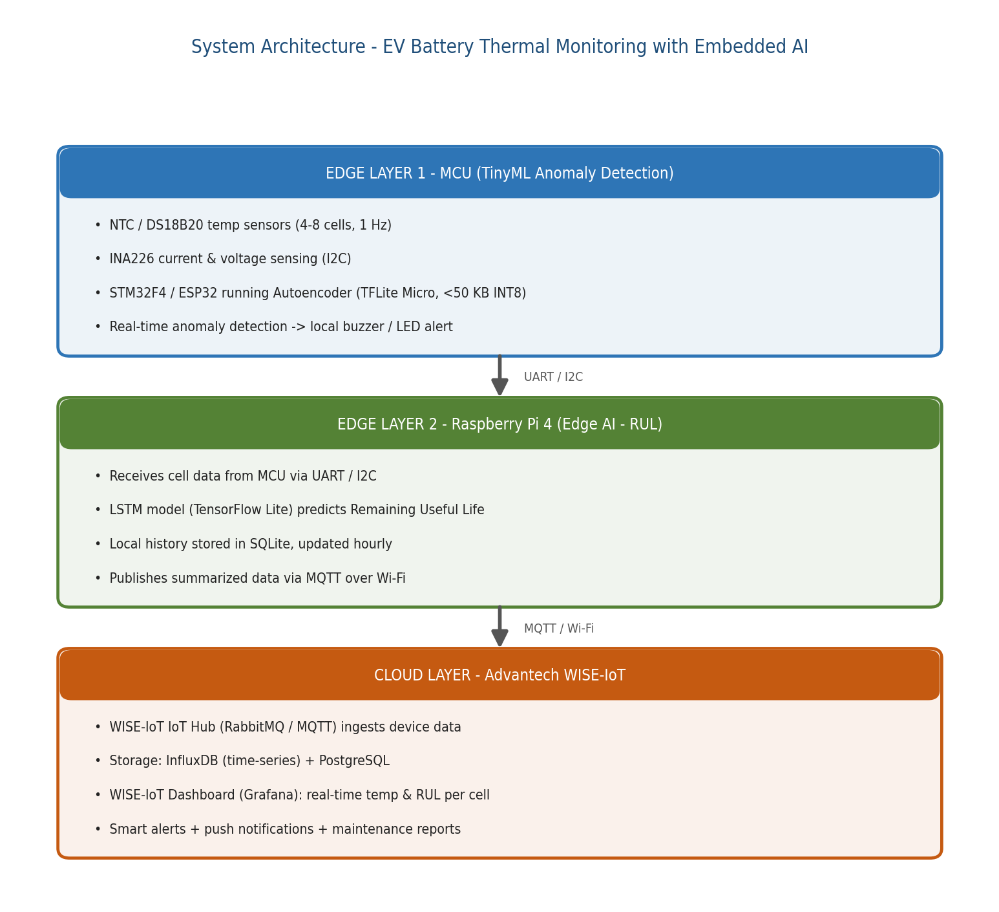 System Architecture - EV Battery Thermal Monitoring with Embedded AI
EDGE LAYER 1 - MCU (TinyML Anomaly Detection)
• NTC / DS18B20 temp sensors (4-8 cells, 1 Hz)
• INA226 current & voltage sensing (I2C)
• STM32F4 / ESP32 running Autoencoder (TFLite Micro, <50 KB INT8)
• Real-time anomaly detection -> local buzzer / LED alert
UART / I2C
EDGE LAYER 2 - Raspberry Pi 4 (Edge AI - RUL)
• Receives cell data from MCU via UART / I2C
• LSTM model (TensorFlow Lite) predicts Remaining Useful Life
• Local history stored in SQLite, updated hourly
• Publishes summarized data via MQTT over Wi-Fi
MQTT / Wi-Fi
CLOUD LAYER - Advantech WISE-IoT
• WISE-IoT IoT Hub (RabbitMQ / MQTT) ingests device data
• Storage: InfluxDB (time-series) + PostgreSQL
• WISE-IoT Dashboard (Grafana): real-time temp & RUL per cell
• Smart alerts + push notifications + maintenance reports